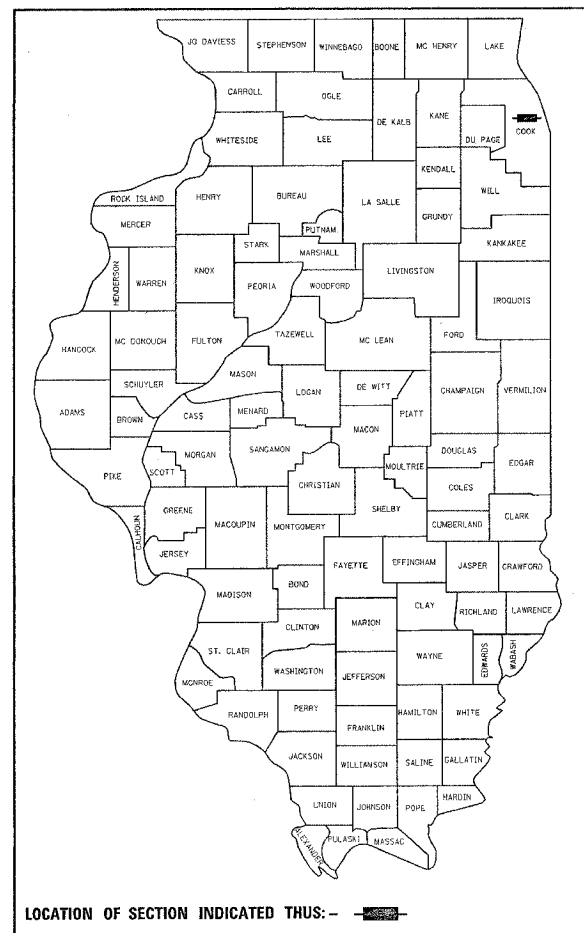 JO DAVIESS
STEPHENSON
WINNEBAGO
BOONE
MC HENRY
LAKE
CARROLL
OGLE
DE KALB
KANE
DU PAGE
COOK
WHITESIDE
LEE
KENDALL
WILL
ROCK ISLAND
HENRY
BUREAU
LA SALLE
GRUNDY
MERCER
PUTNAM
KANKAKEE
STARK
MARSHALL
HENDERSON
WARREN
KNOX
PEORIA
WOODFORD
LIVINGSTON
IROQUOIS
HANCOCK
MC DONOUGH
FULTON
TAZEWELL
MC LEAN
FORD
SCHUYLER
MASON
LOGAN
DE WITT
CHAMPAIGN
VERMILION
ADAMS
BROWN
CASS
MENARD
PIATT
MACON
MORGAN
SANGAMON
DOUGLAS
PIKE
SCOTT
CHRISTIAN
MOULTRIE
EDGAR
COLES
GREENE
MACOUPIN
MONTGOMERY
SHELBY
CUMBERLAND
CLARK
CALHOUN
JERSEY
FAYETTE
EFFINGHAM
JASPER
CRAWFORD
MADISON
BOND
CLAY
RICHLAND
LAWRENCE
CLINTON
MARION
ST. CLAIR
WAYNE
EDWARDS
WABASH
WASHINGTON
JEFFERSON
MONROE
RANDOLPH
PERRY
HAMILTON
WHITE
FRANKLIN
JACKSON
WILLIAMSON
SALINE
GALLATIN
UNION
JOHNSON
POPE
HARDIN
ALEXANDER
PULASKI
MASSAC
LOCATION OF SECTION INDICATED THUS: -